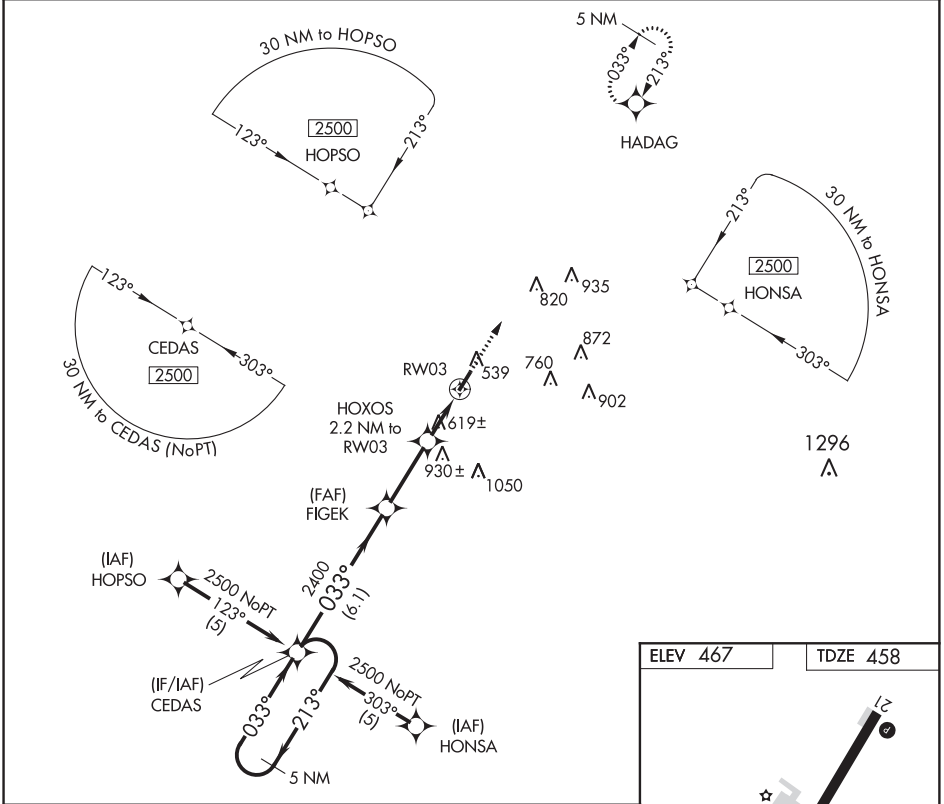 5 NM
033°
213°
HADAG
30 NM to HOPSO
123°
2500
HOPSO
213°
213°
30 NM to HONSA
2500
HONSA
303°
123°
CEDAS
2500
303°
30 NM to CEDAS (NoPT)
820
935
872
760
902
1296
RW03
539
HOXOS
2.2 NM to
RW03
619±
930±
1050
(FAF)
FIGEK
(IAF)
HOPSO
2500 NoPT
123°
(5)
2400
033°
(6.1)
(IF/IAF)
CEDAS
2500 NoPT
303°
(5)
(IAF)
HONSA
033°
213°
5 NM
ELEV 467
TDZE 458
21
P